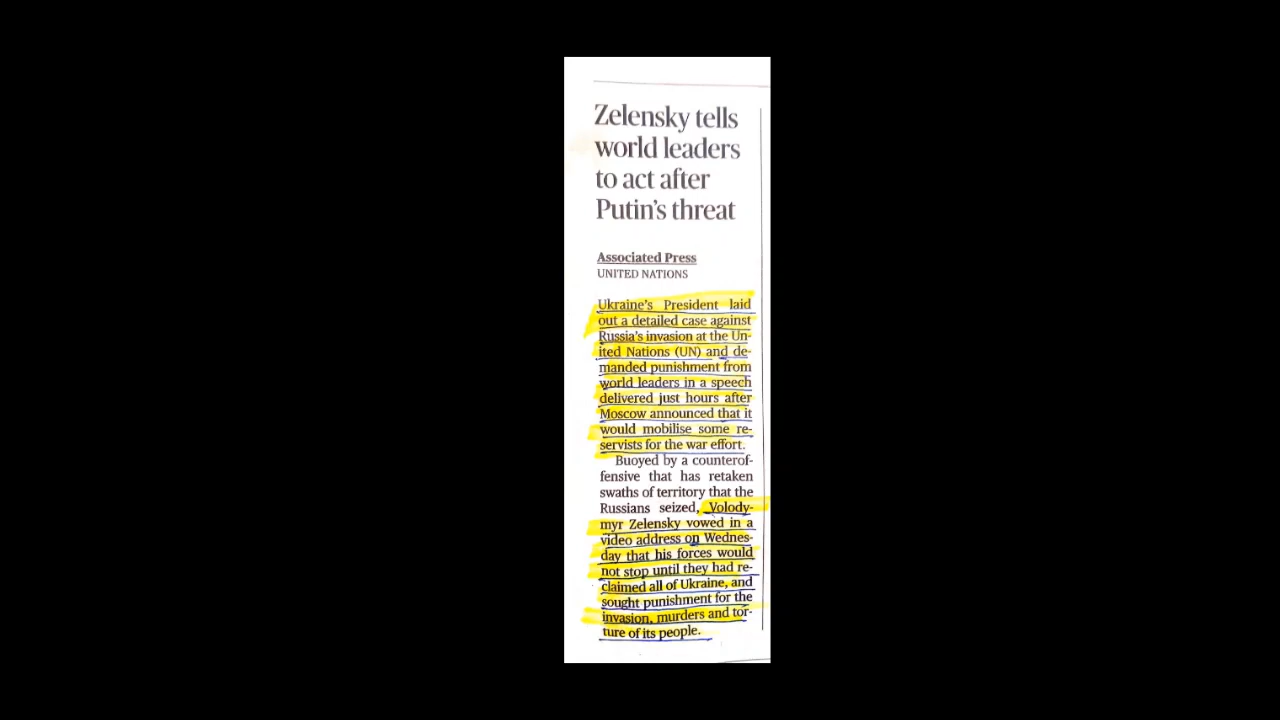 Zelensky tells
world leaders
to act after
Putin's threat
Associated Press
UNITED NATIONS
Ukraine's President laid
out a detailed case against
Russia's invasion at the Un-
ited Nations (UN) and de-
manded punishment from
world leaders in a speech
delivered just hours after
Moscow announced that it
would mobilise some re-
servists for the war effort.
Buoyed by a counterof-
fensive that has retaken
swaths of territory that the
Russians seized, Volody-
myr Zelensky vowed in a
video address on Wednes-
day that his forces would
not stop until they had re-
claimed all of Ukraine, and
sought punishment for the
invasion, murders and tor-
ture of its people.